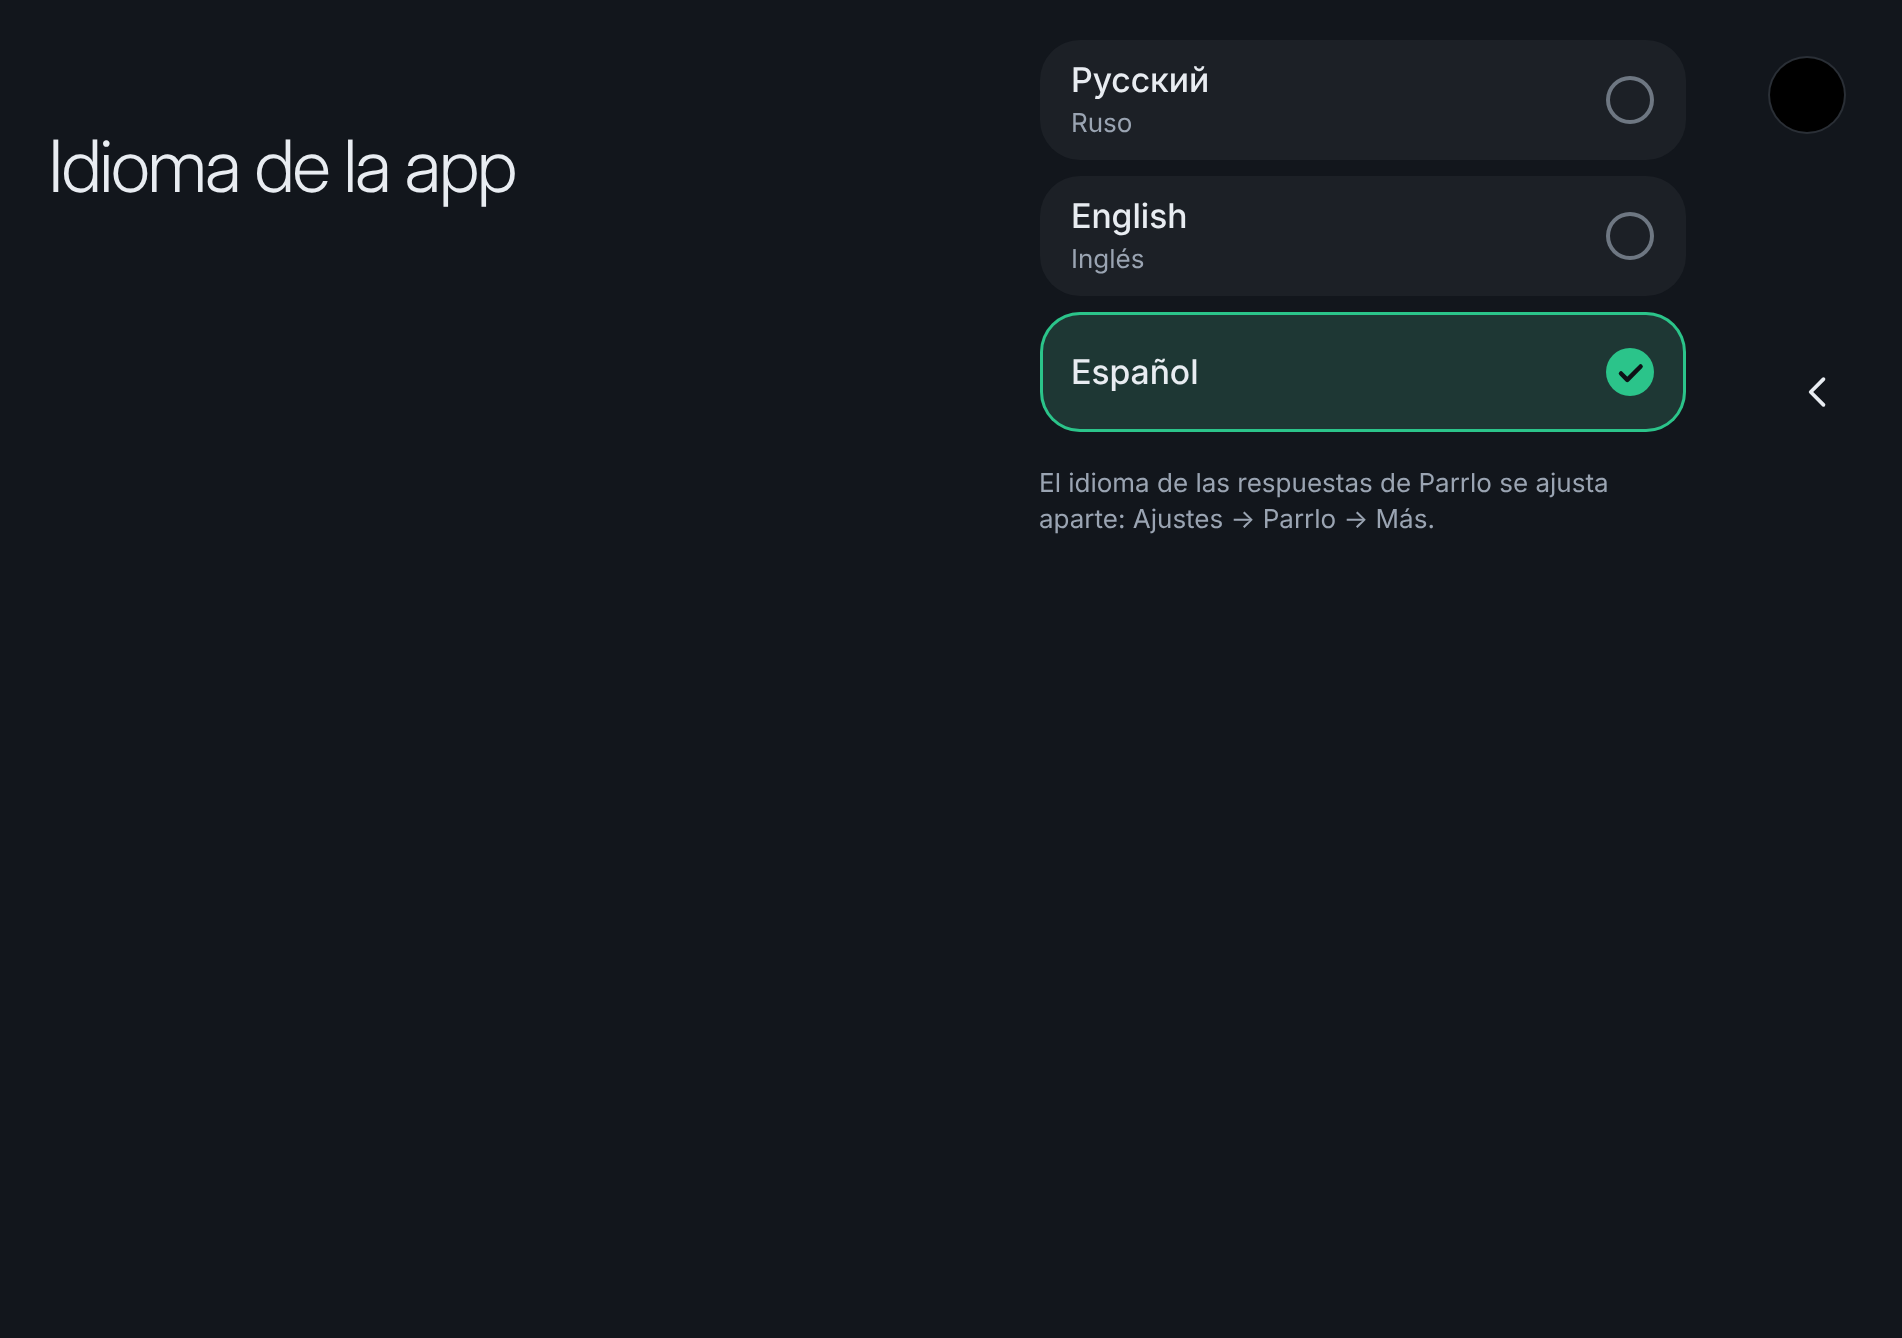 Idioma de la app
Русский
Ruso
English
Inglés
Español
El idioma de las respuestas de Parrlo se ajusta
aparte: Ajustes → Parrlo → Más.